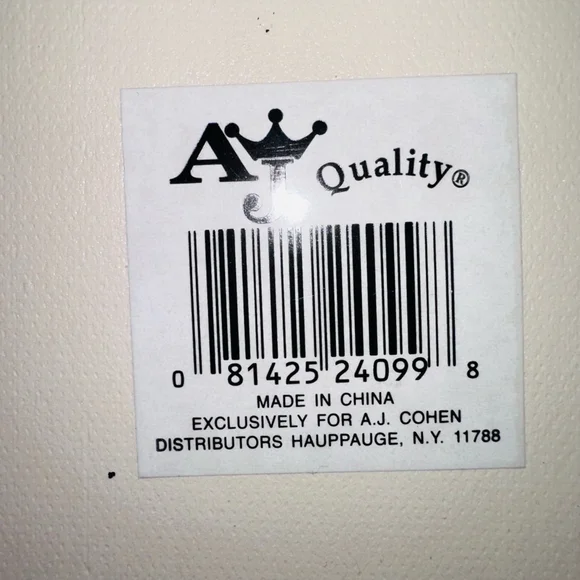 AJ Quality®
0 81425 24099 8
MADE IN CHINA
EXCLUSIVELY FOR A.J. COHEN
DISTRIBUTORS HAUPPAUGE, N.Y. 11788